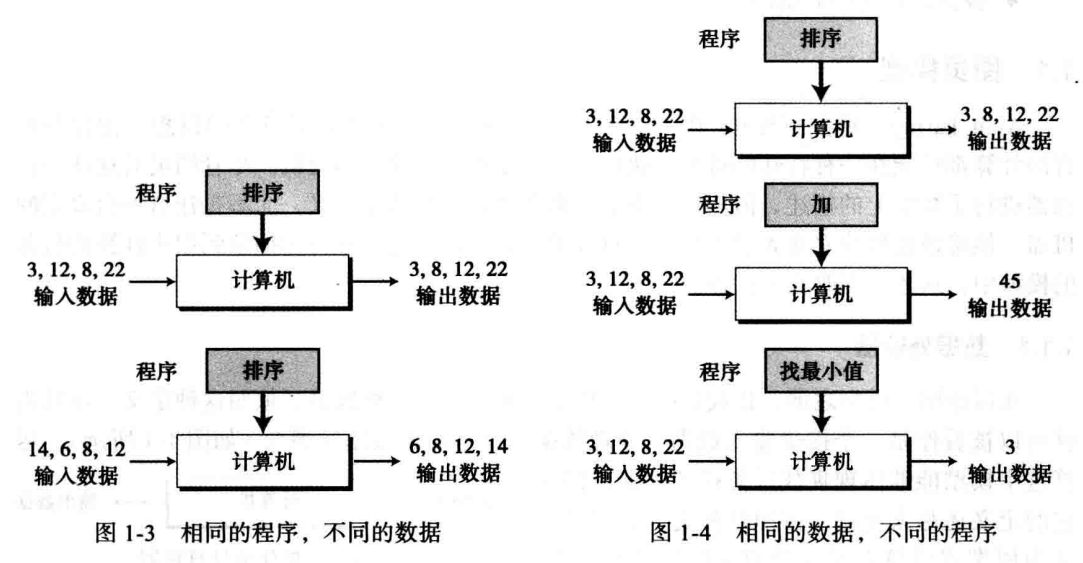 程序 排序
3, 12, 8, 22 计算机 3, 8, 12, 22
输入数据 输出数据
程序 排序
14, 6, 8, 12 计算机 6, 8, 12, 14
输入数据 输出数据
图 1-3 相同的程序，不同的数据
程序 排序
3, 12, 8, 22 计算机 3. 8, 12, 22
输入数据 输出数据
程序 加
3, 12, 8, 22 计算机 45
输入数据 输出数据
程序 找最小值
3, 12, 8, 22 计算机 3
输入数据 输出数据
图 1-4 相同的数据，不同的程序